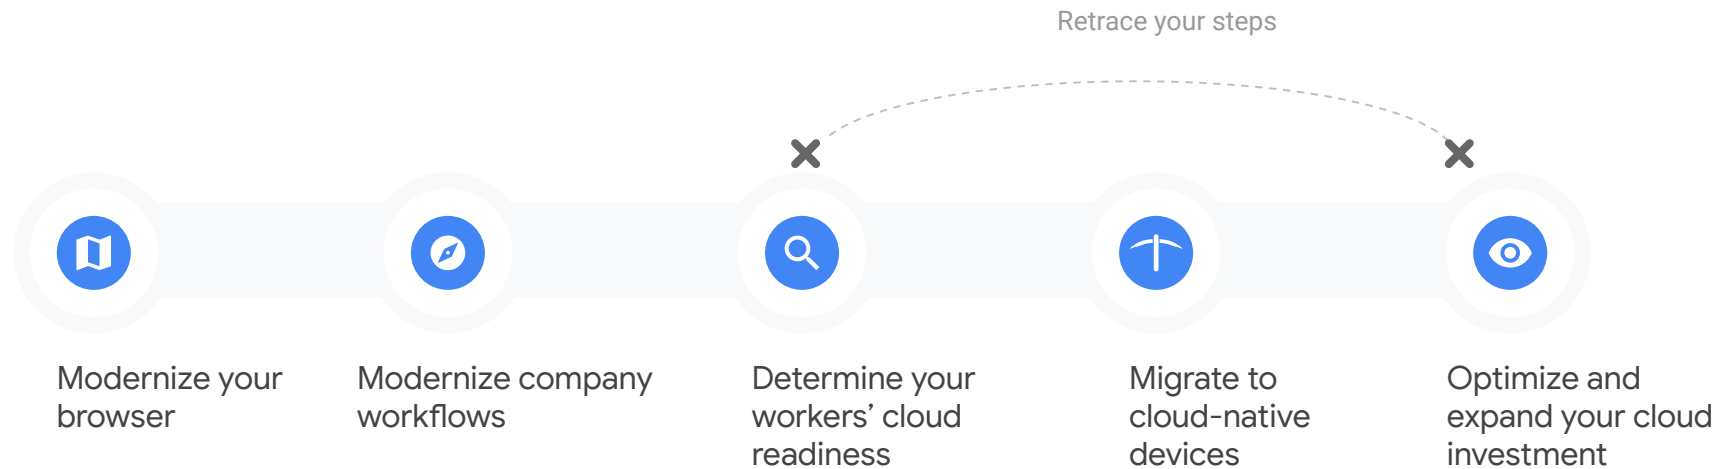 Retrace your steps
Modernize your
browser
Modernize company
workflows
Determine your
workers’ cloud
readiness
Migrate to
cloud-native
devices
Optimize and
expand your cloud
investment